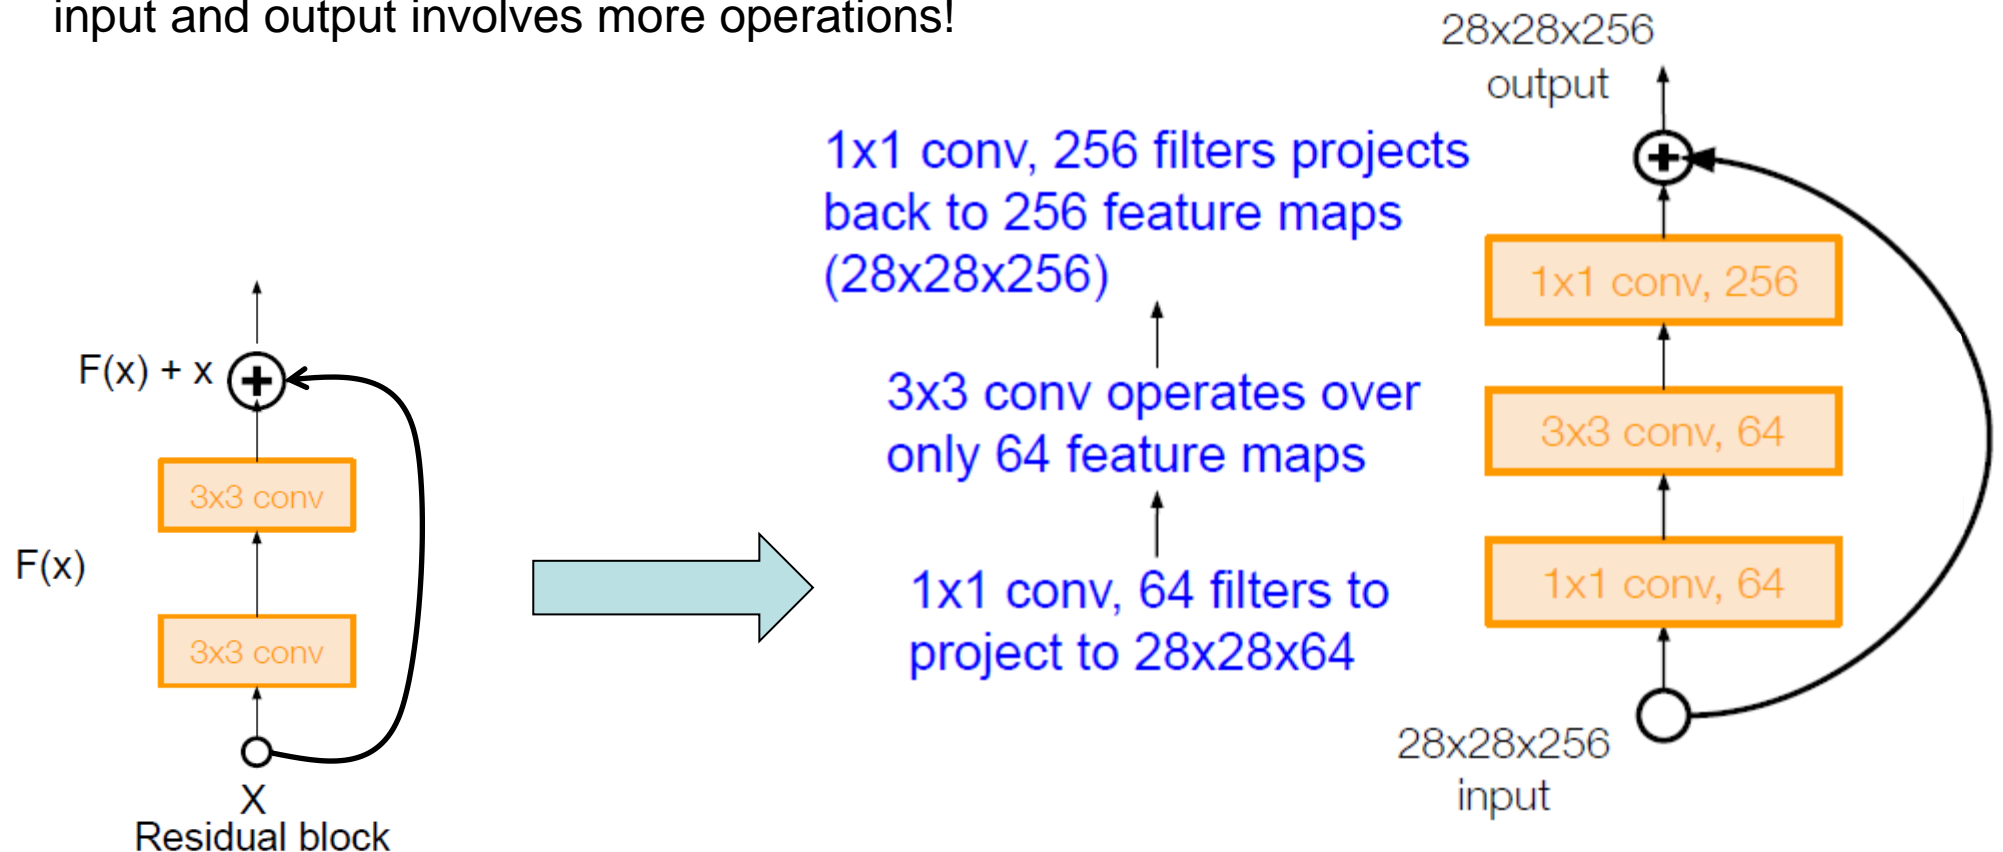 input and output involves more operations!
F(x) + x
3x3 conv
F(x)
3x3 conv
X
Residual block
1x1 conv, 256 filters projects
back to 256 feature maps
(28x28x256)
3x3 conv operates over
only 64 feature maps
1x1 conv, 64 filters to
project to 28x28x64
28x28x256
output
1x1 conv, 256
3x3 conv, 64
1x1 conv, 64
28x28x256
input